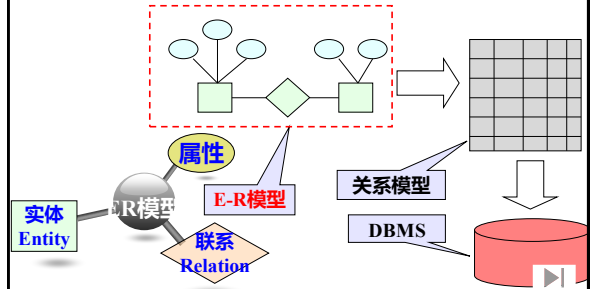 属性
E-R模型
关系模型
实体
Entity
ER模型
DBMS
联系
Relation